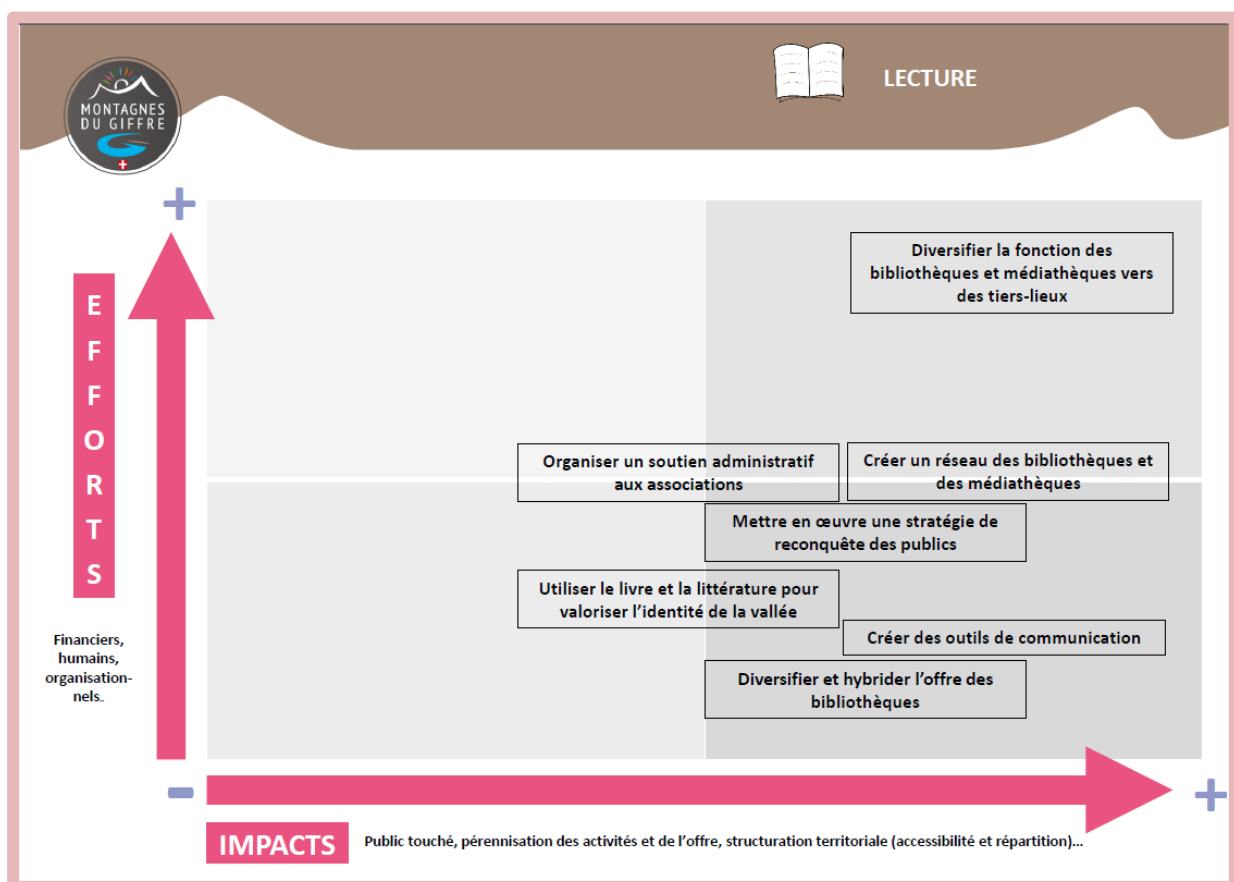 MONTAGNES
DU GIFFRE
LECTURE
+
E
F
F
O
R
T
S
Financiers,
humains,
organisation-
nels..
Diversifier la fonction des
bibliothèques et médiathèques vers
des tiers-lieux
Organiser un soutien administratif
aux associations
Créer un réseau des bibliothèques et
des médiathèques
Mettre en œuvre une stratégie de
reconquête des publics
Utiliser le livre et la littérature pour
valoriser l’identité de la vallée
Créer des outils de communication
Diversifier et hybrider l’offre des
bibliothèques
-
+
IMPACTS
Public touché, pérennisation des activités et de l’offre, structuration territoriale (accessibilité et répartition)...